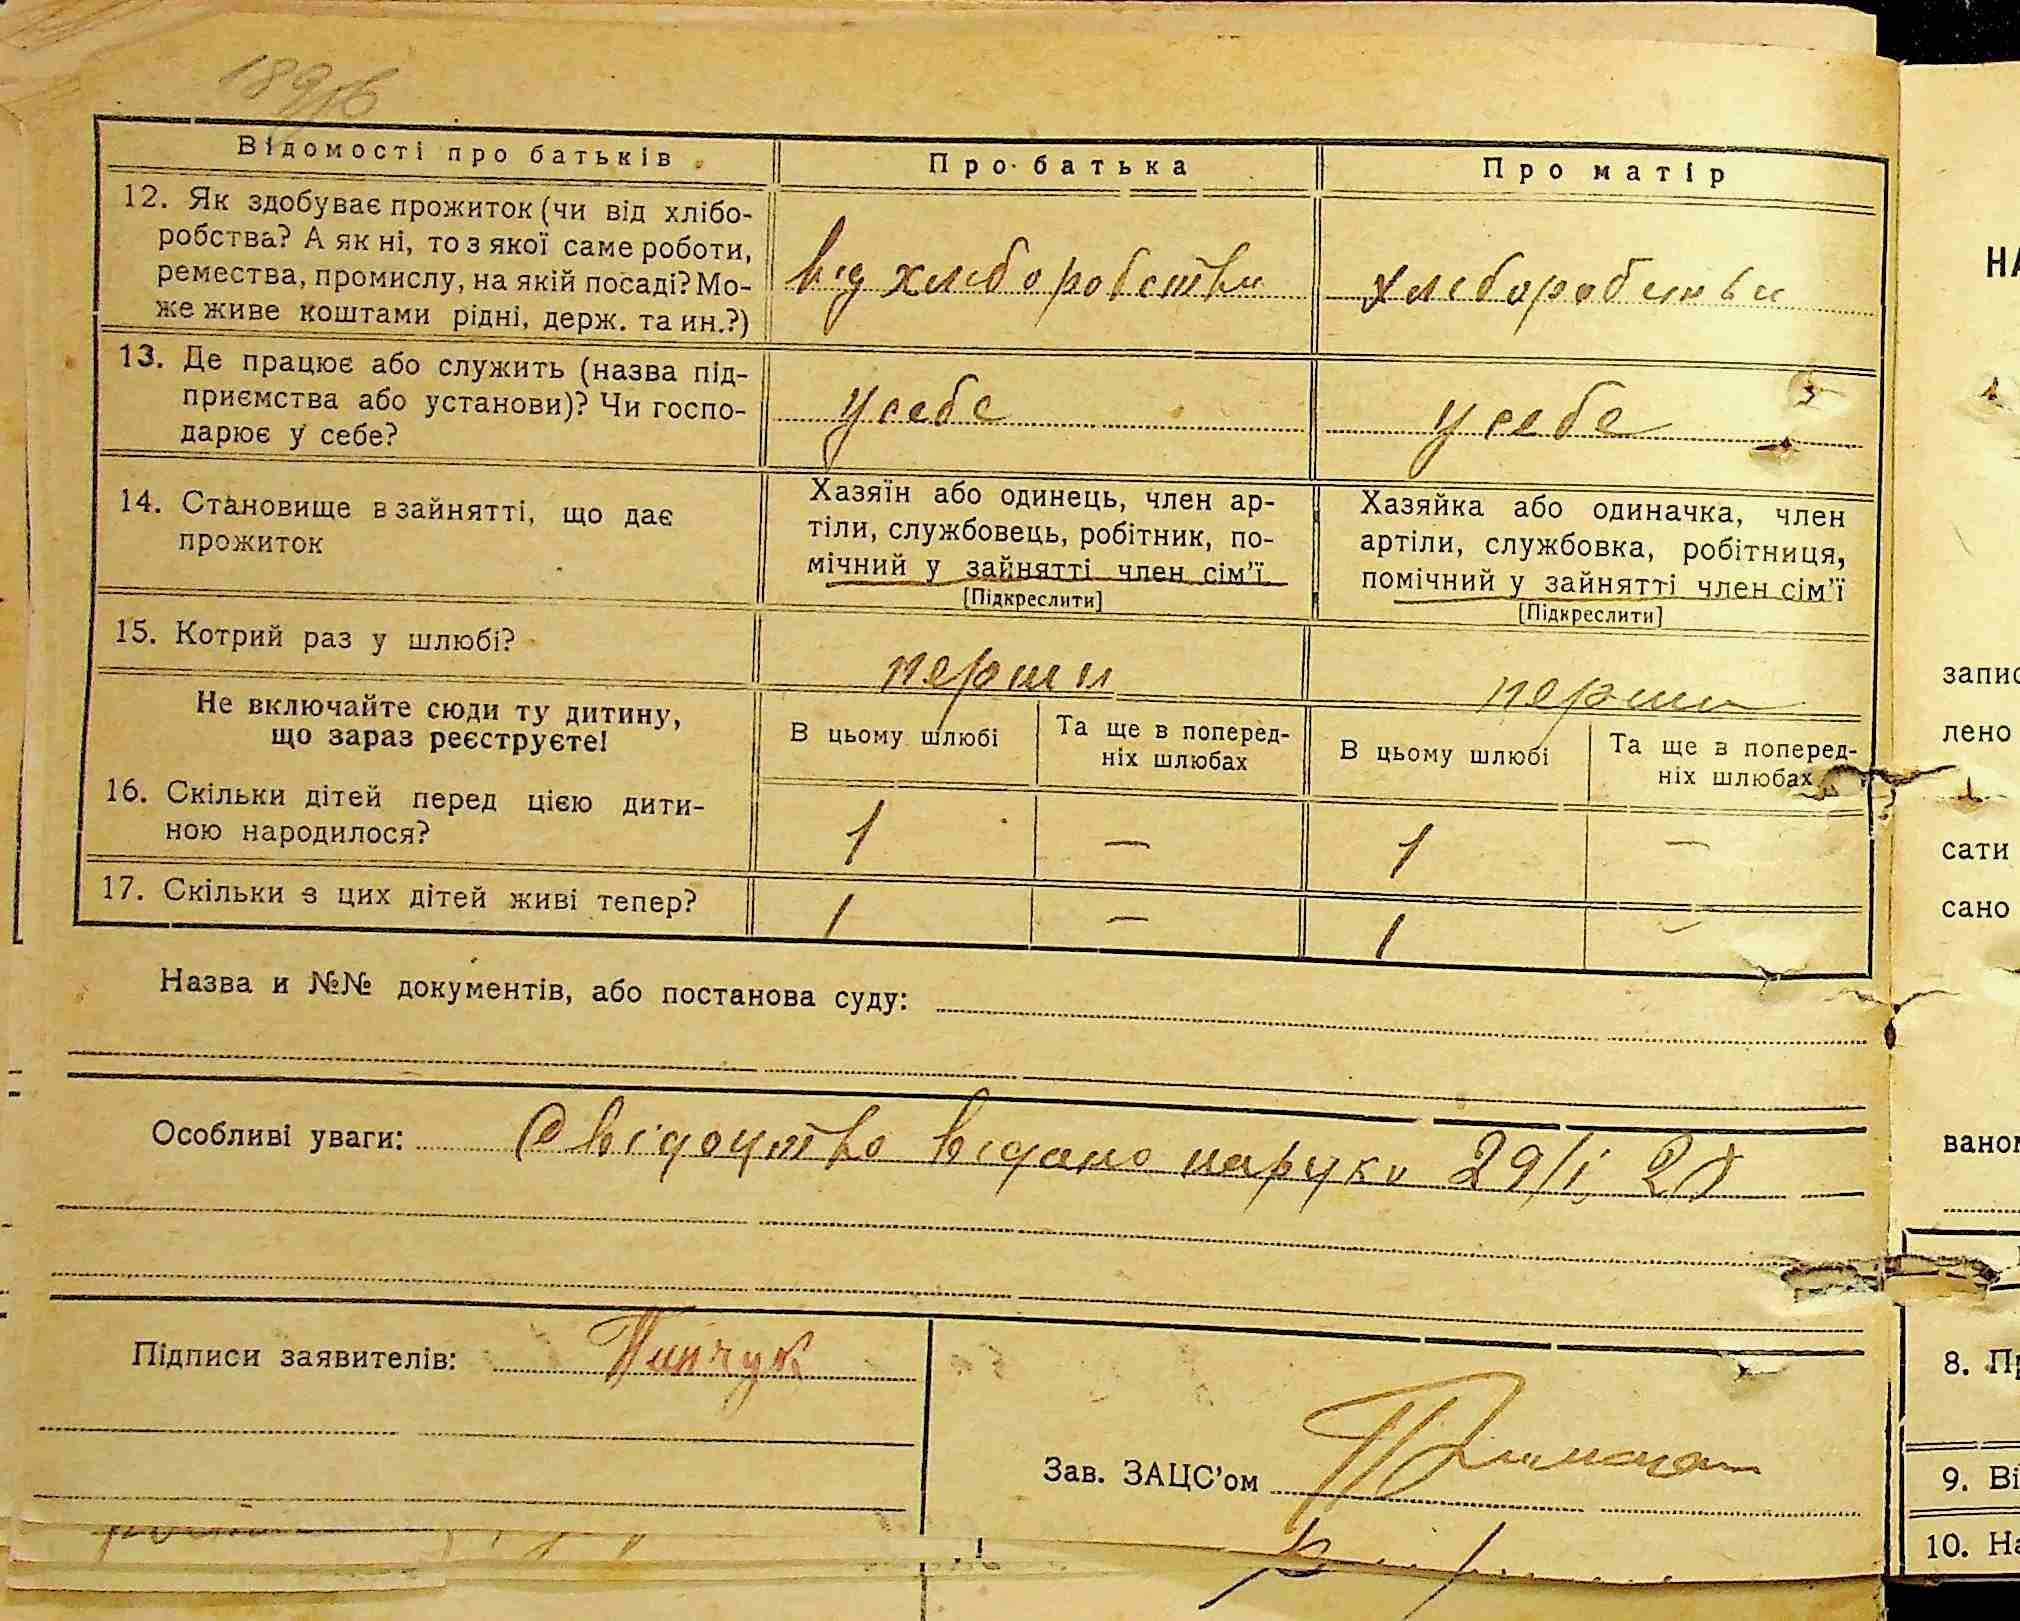 Відомості про батьків
Про батька
Про матір
12. Як здобуває прожиток (чи від хлібо-
робства? А як ні, то з якої саме роботи,
ремества, промислу, на якій посаді? Мо-
же живе коштами рідні, держ. та ин.?)
від хліборобства
13. Де працює або служить (назва під-
приємства або установи)? Чи госпо-
дарює у себе?
у себе
у себе
14. Становище в зайнятті, що дає
прожиток
Хазяїн або одинець, член ар-
тіли, службовець, робітник, по-
мічний у зайнятті член сім'ї
[Підкреслити]
Хазяйка або одиначка, член
артіли, службовка, робітниця,
помічний у зайнятті член сім'ї
[Підкреслити]
15. Котрий раз у шлюбі?
перший
перший
Не включайте сюди ту дитину,
що зараз реєструєте!
В цьому шлюбі
Та ще в поперед-
ніх шлюбах
В цьому шлюбі
Та ще в поперед-
ніх шлюбах
16. Скільки дітей перед цією дити-
ною народилося?
1 — 1 —
17. Скільки з цих дітей живі тепер?
1 — 1 —
Назва и №№ документів, або постанова суду:
Особливі уваги: Свідоцтво видано на руки 29/I
Підписи заявителів: Пинчук
Зав. ЗАЦС'ом
НА
запис
лено
сати
сано
ваном
8. Пр
9. Ві
10. На